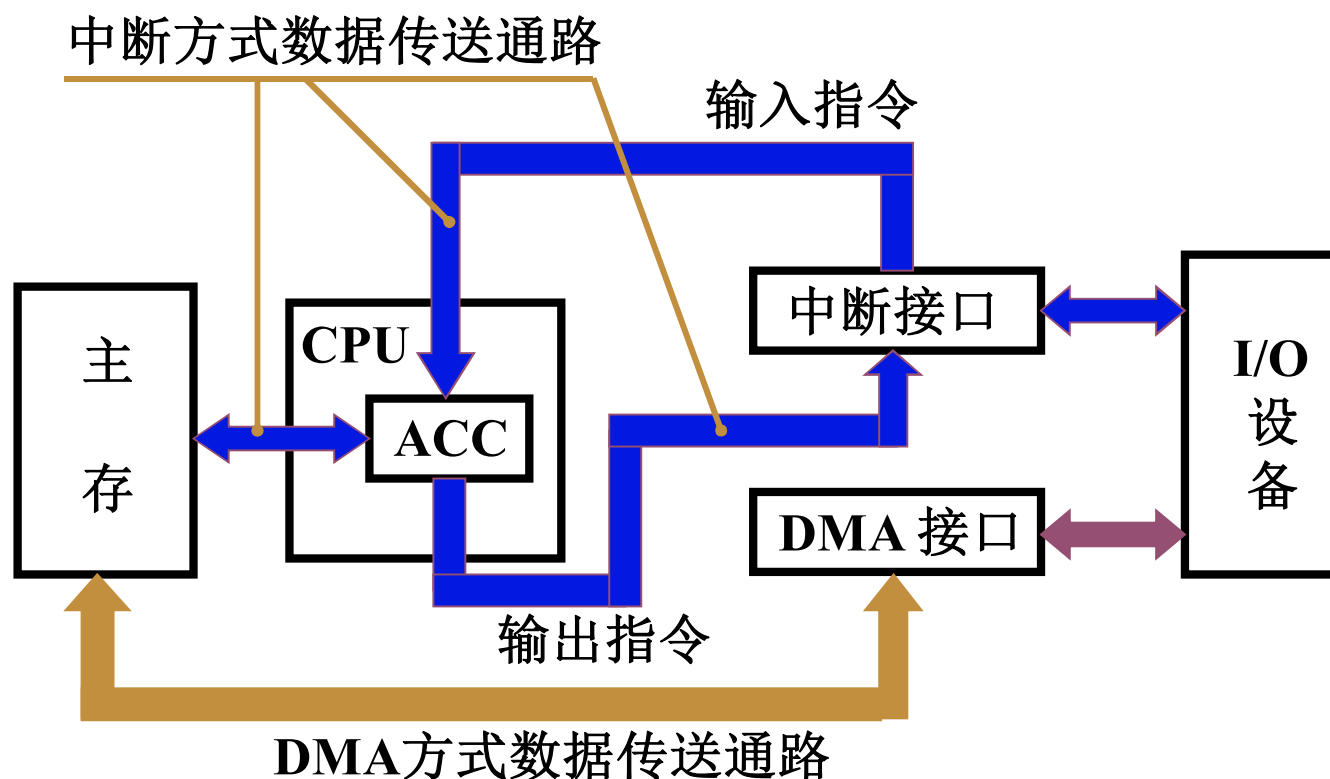 中断方式数据传送通路
输入指令
主存
CPU
ACC
中断接口
DMA 接口
I/O
设备
输出指令
DMA方式数据传送通路